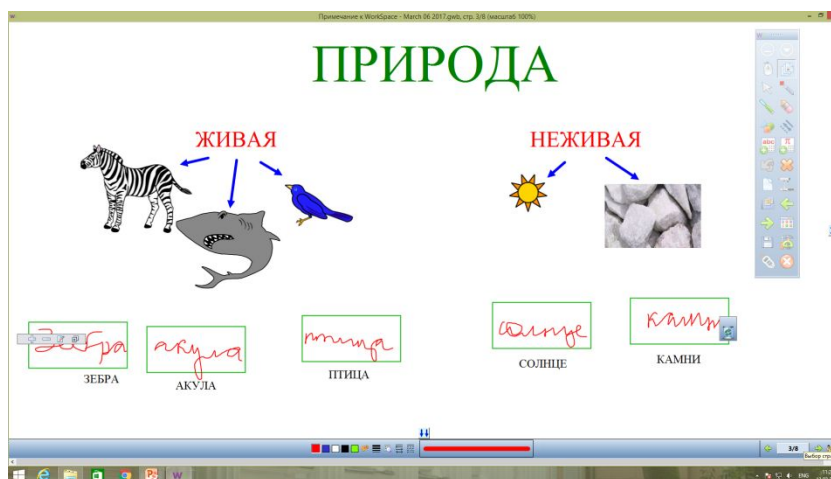 Примечание к WorkSpace - March 06 2017.gwb, стр. 3/8 (масштаб 100%)
ПРИРОДА
ЖИВАЯ
НЕЖИВАЯ
Зебра
акула
птица
солнце
камни
ЗЕБРА
АКУЛА
ПТИЦА
СОЛНЦЕ
КАМНИ
3/8
ENG